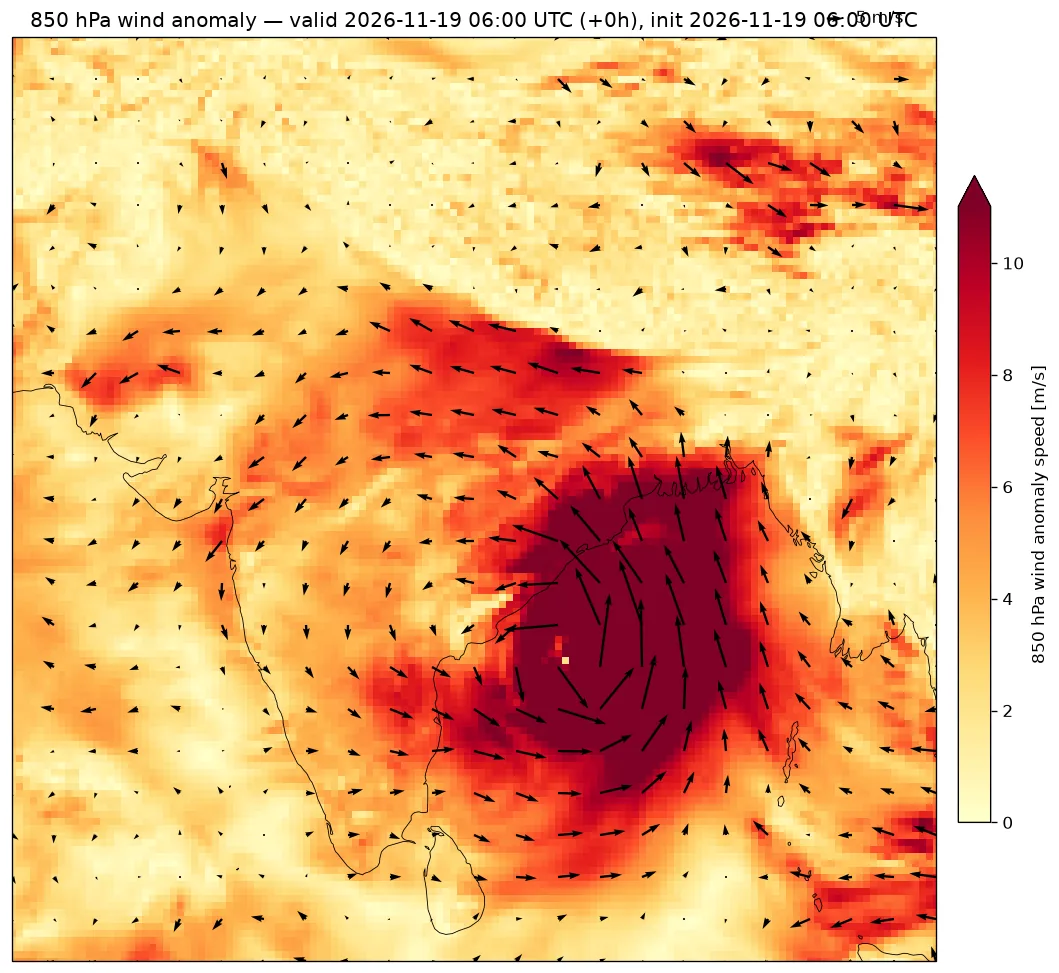 850 hPa wind anomaly — valid 2026-11-19 06:00 UTC (+0h), init 2026-11-19 06:00 UTC
5 m/s
10
8
6
4
2
0
850 hPa wind anomaly speed [m/s]